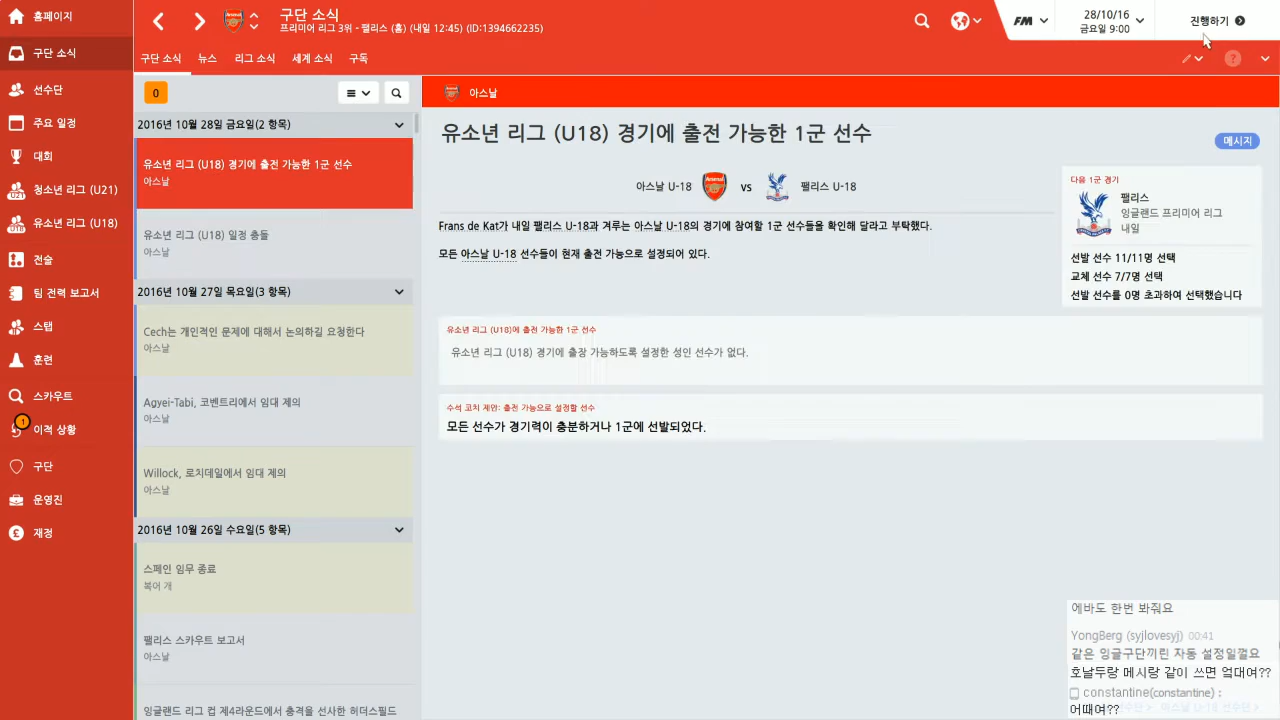 홈페이지
구단 소식
선수단
주요 일정
대회
청소년 리그 (U21)
유소년 리그 (U18)
전술
팀 전력 보고서
스탭
훈련
스카우트
1
이적 상황
구단
운영진
재정
구단 소식
프리미어 리그 3위 - 팰리스 (홈) (내일 12:45) (ID:1394662235)
FM
28/10/16
금요일 9:00
진행하기
구단 소식
뉴스
리그 소식
세계 소식
구독
0
2016년 10월 28일 금요일(2 항목)
유소년 리그 (U18) 경기에 출전 가능한 1군 선수
아스날
유소년 리그 (U18) 일정 충돌
아스날
2016년 10월 27일 목요일(3 항목)
Cech는 개인적인 문제에 대해서 논의하길 요청한다
아스날
Agyei-Tabi, 코벤트리에서 임대 제의
아스날
Willock, 로치데일에서 임대 제의
아스날
2016년 10월 26일 수요일(5 항목)
스페인 임무 종료
북어 개
팰리스 스카우트 보고서
아스날
잉글랜드 리그 컵 제4라운드에서 충격을 선사한 허더스필드
아스날
유소년 리그 (U18) 경기에 출전 가능한 1군 선수
메시지
아스날 U-18
vs
팰리스 U-18
Frans de Kat가 내일 팰리스 U-18과 겨루는 아스날 U-18의 경기에 참여할 1군 선수들을 확인해 달라고 부탁했다.
모든 아스날 U-18 선수들이 현재 출전 가능으로 설정되어 있다.
다음 1군 경기
팰리스
잉글랜드 프리미어 리그
내일
선발 선수 11/11명 선택
교체 선수 7/7명 선택
선발 선수를 0명 초과하여 선택했습니다
유소년 리그 (U18)에 출전 가능한 1군 선수
유소년 리그 (U18) 경기에 출장 가능하도록 설정한 성인 선수가 없다.
수석 코치 제안: 출전 가능으로 설정할 선수
모든 선수가 경기력이 충분하거나 1군에 선발되었다.
에바도 한번 봐줘요
YongBerg (syjlovesyj) 00:41
같은 잉글구단끼린 자동 설정일껄요
호날두랑 메시랑 같이 쓰면 엌대여??
constantine(constantine) :
어때여??